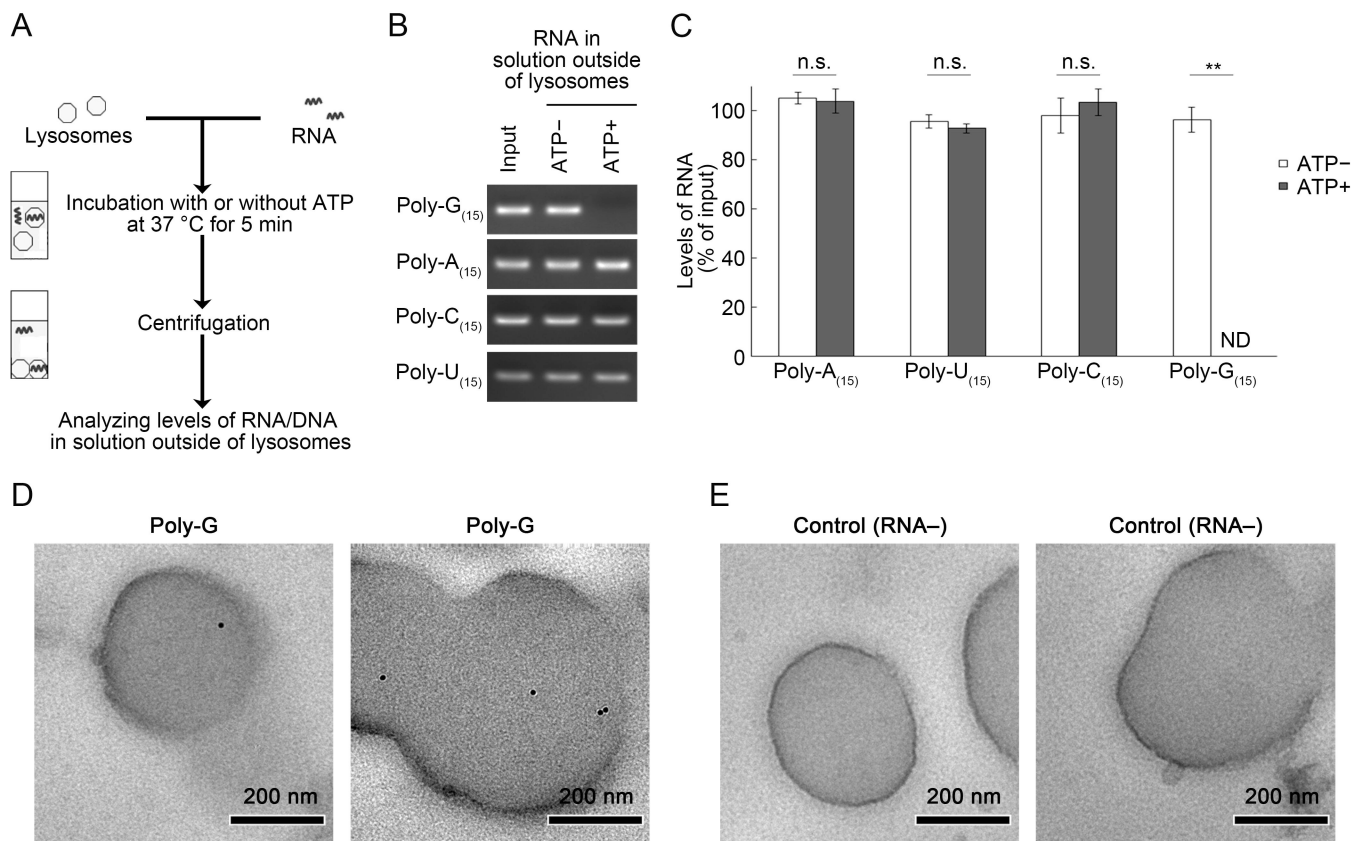 A
Lysosomes
RNA
Incubation with or without ATP
at 37 °C for 5 min
Centrifugation
Analyzing levels of RNA/DNA
in solution outside of lysosomes
B
RNA in
solution outside
of lysosomes
Input
ATP−
ATP+
Poly-G(15)
Poly-A(15)
Poly-C(15)
Poly-U(15)
C
n.s.
n.s.
n.s.
**
Levels of RNA
(% of input)
100
80
60
40
20
0
ND
Poly-A(15)
Poly-U(15)
Poly-C(15)
Poly-G(15)
ATP−
ATP+
D
Poly-G
Poly-G
200 nm
200 nm
E
Control (RNA−)
Control (RNA−)
200 nm
200 nm